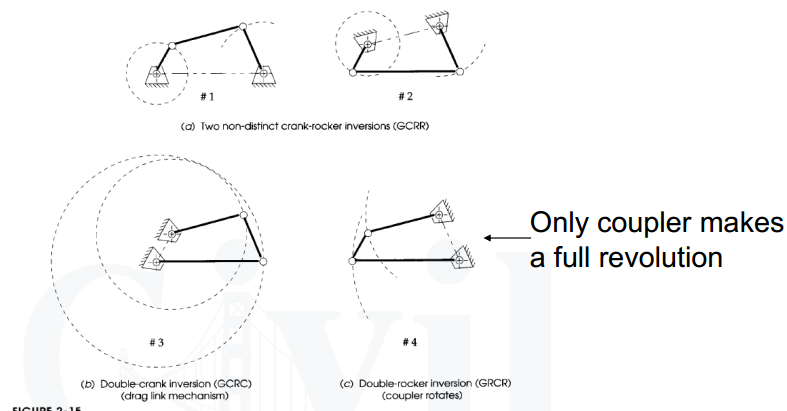 #1
#2
(a) Two non-distinct crank-rocker inversions (GCRR)
Only coupler makes
a full revolution
#3
#4
(b) Double-crank inversion (GCRC)
(drag link mechanism)
(c) Double-rocker inversion (GRCR)
(coupler rotates)
FIGURE 2-15
Civil